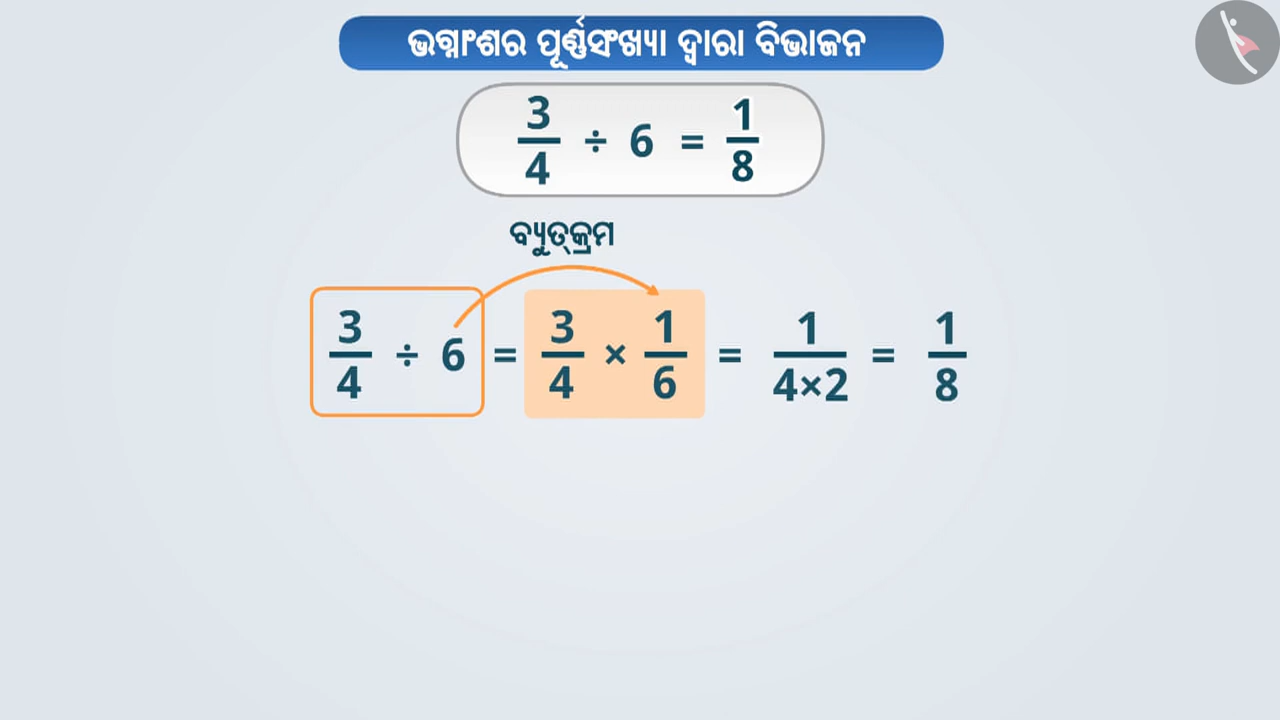 ଭଗ୍ନାଂଶର ପୂର୍ଣ୍ଣସଂଖ୍ୟା ଦ୍ୱାରା ବିଭାଜନ
3/4 ÷ 6 = 1/8
ବ୍ୟୁତ୍‌କ୍ରମ
3/4 ÷ 6 = 3/4 × 1/6 = 1/4×2 = 1/8